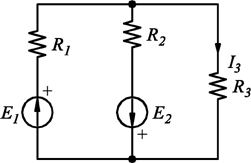 R1
R2
I3
R3
+
E1
E2
+